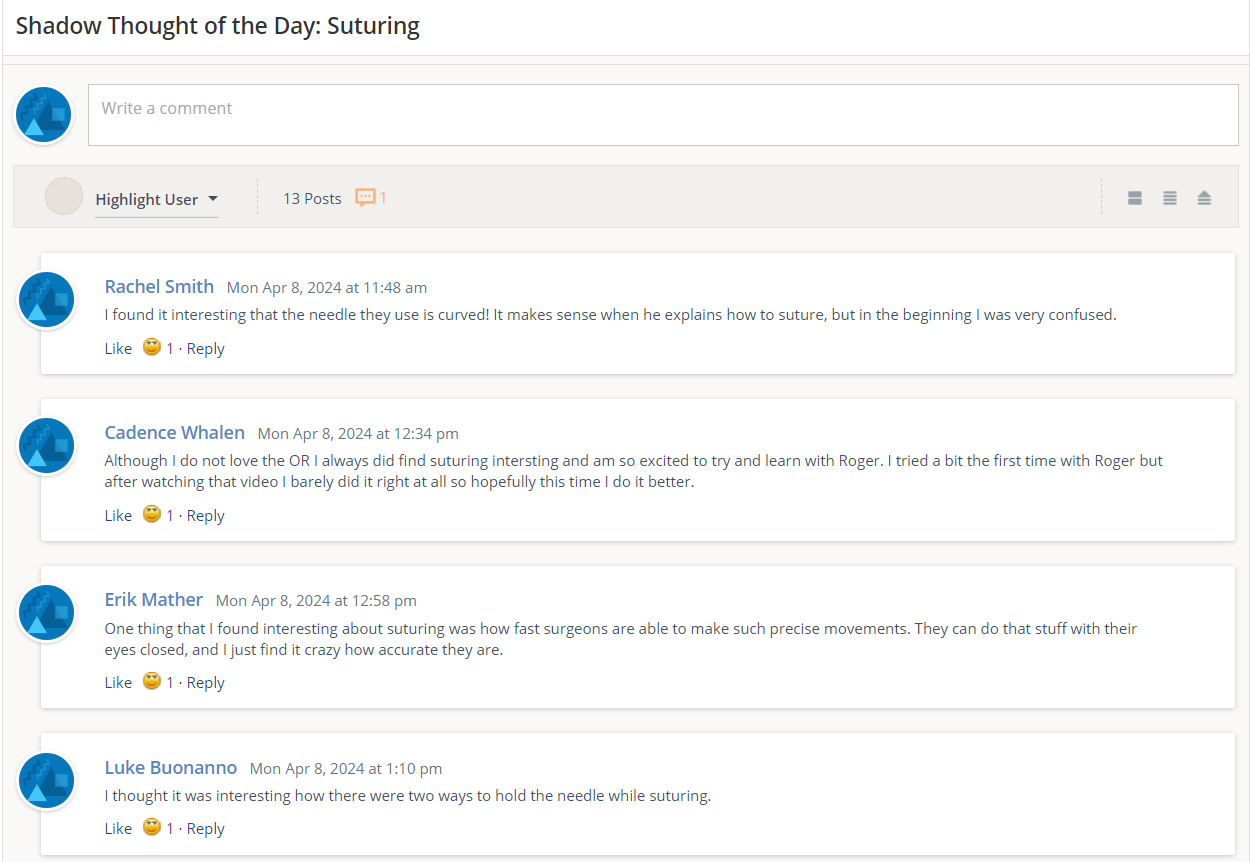 Shadow Thought of the Day: Suturing
Write a comment
Highlight User
13 Posts 1
Rachel Smith Mon Apr 8, 2024 at 11:48 am
I found it interesting that the needle they use is curved! It makes sense when he explains how to suture, but in the beginning I was very confused.
Like 1 · Reply
Cadence Whalen Mon Apr 8, 2024 at 12:34 pm
Although I do not love the OR I always did find suturing intersting and am so excited to try and learn with Roger. I tried a bit the first time with Roger but
after watching that video I barely did it right at all so hopefully this time I do it better.
Like 1 · Reply
Erik Mather Mon Apr 8, 2024 at 12:58 pm
One thing that I found interesting about suturing was how fast surgeons are able to make such precise movements. They can do that stuff with their
eyes closed, and I just find it crazy how accurate they are.
Like 1 · Reply
Luke Buonanno Mon Apr 8, 2024 at 1:10 pm
I thought it was interesting how there were two ways to hold the needle while suturing.
Like 1 · Reply